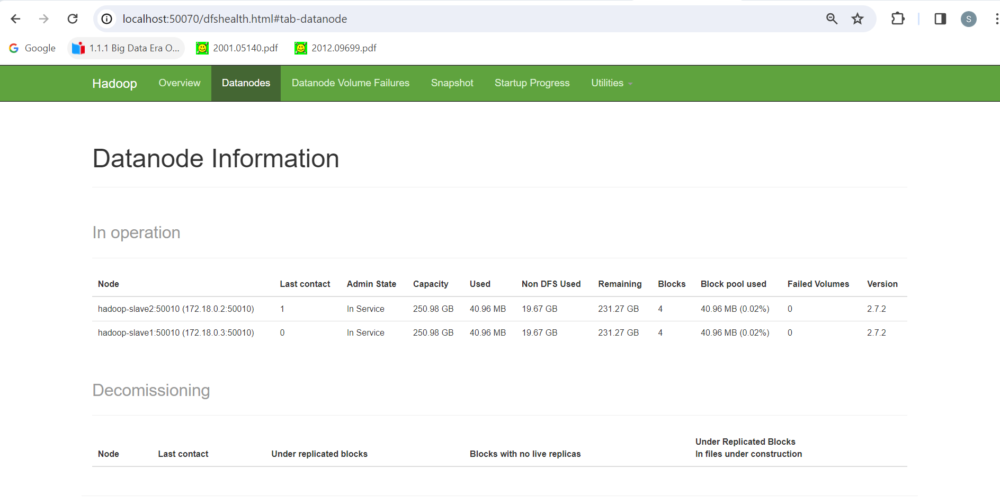 localhost:50070/dfshealth.html#tab-datanode
S
Google 1.1.1 Big Data Era O... 2001.05140.pdf 2012.09699.pdf
Hadoop Overview Datanodes Datanode Volume Failures Snapshot Startup Progress Utilities
Datanode Information
In operation
Node Last contact Admin State Capacity Used Non DFS Used Remaining Blocks Block pool used Failed Volumes Version
hadoop-slave2:50010 (172.18.0.2:50010) 1 In Service 250.98 GB 40.96 MB 19.67 GB 231.27 GB 4 40.96 MB (0.02%) 0 2.7.2
hadoop-slave1:50010 (172.18.0.3:50010) 0 In Service 250.98 GB 40.96 MB 19.67 GB 231.27 GB 4 40.96 MB (0.02%) 0 2.7.2
Decomissioning
Node Last contact Under replicated blocks Blocks with no live replicas Under Replicated Blocks
In files under construction